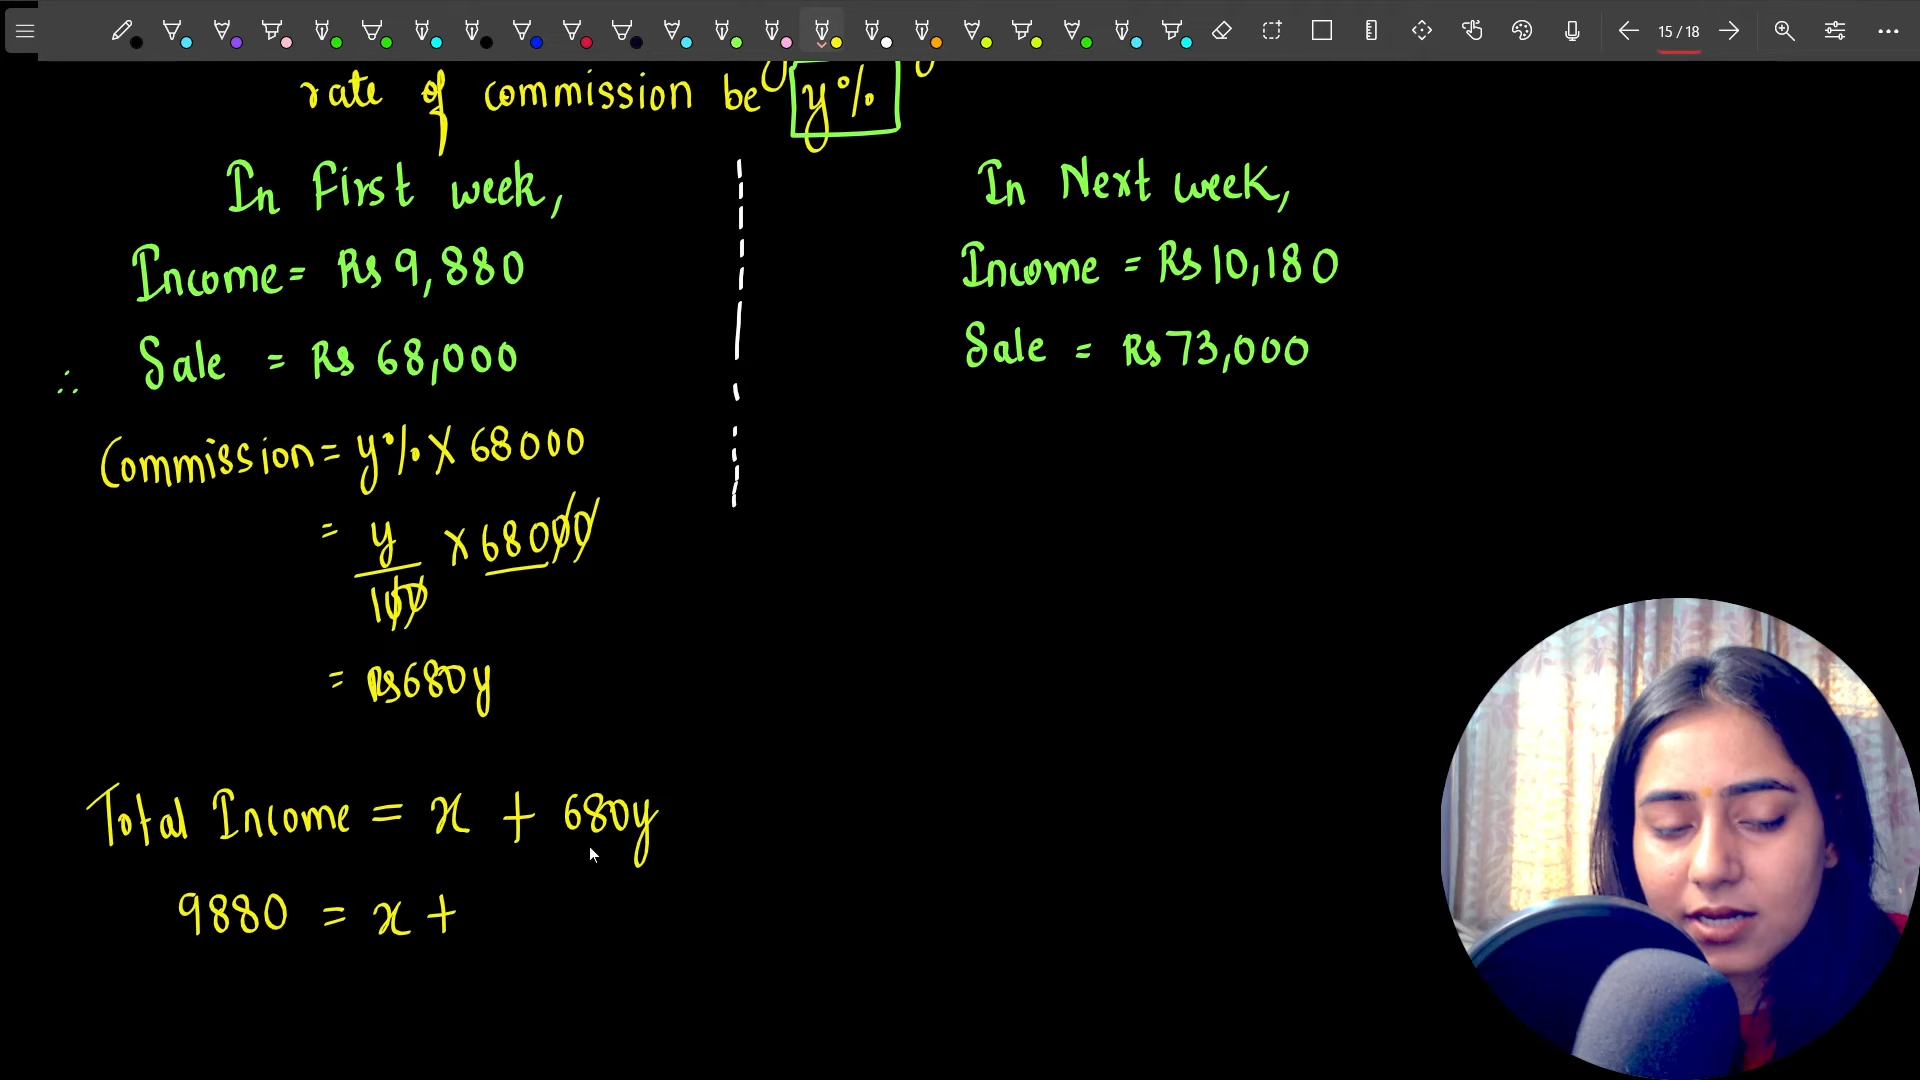 15 / 18
rate of commission be y%
In First week,
Income = Rs 9,880
∴ Sale = Rs 68,000
Commission = y% X 68000
= y/100 X 68000
= Rs 680y
Total Income = x + 680y
9880 = x +
In Next week,
Income = Rs 10,180
Sale = Rs 73,000